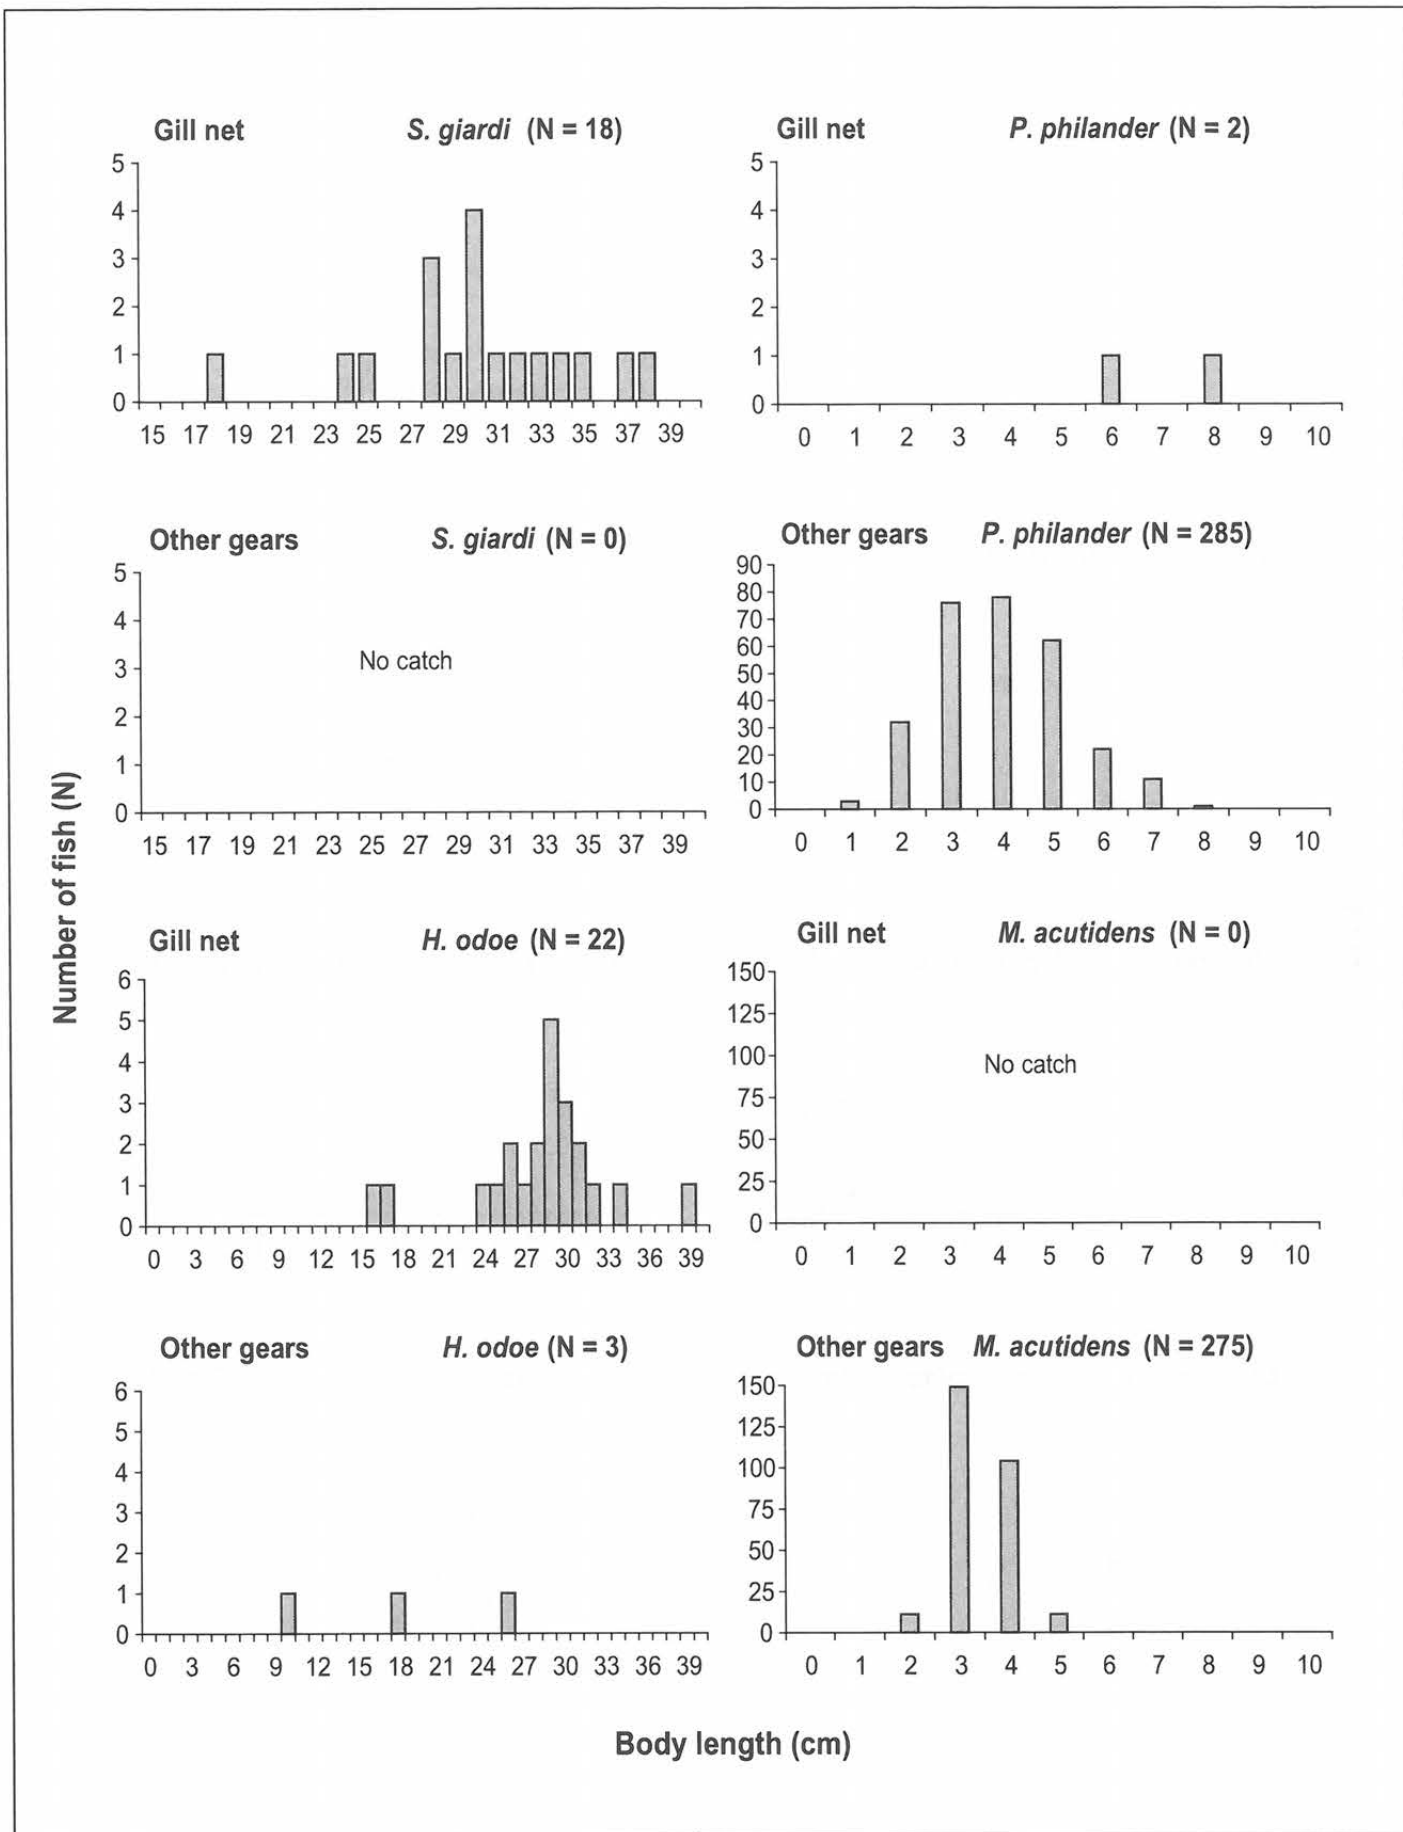 Gill net S. giardi (N = 18)
5
4
3
2
1
0
15 17 19 21 23 25 27 29 31 33 35 37 39
Gill net P. philander (N = 2)
5
4
3
2
1
0
0 1 2 3 4 5 6 7 8 9 10
Other gears S. giardi (N = 0)
5
4
3
2
1
0
No catch
15 17 19 21 23 25 27 29 31 33 35 37 39
Other gears P. philander (N = 285)
90
80
70
60
50
40
30
20
10
0
0 1 2 3 4 5 6 7 8 9 10
Number of fish (N)
Gill net H. odoe (N = 22)
6
5
4
3
2
1
0
0 3 6 9 12 15 18 21 24 27 30 33 36 39
Gill net M. acutidens (N = 0)
150
125
100
75
50
25
0
No catch
0 1 2 3 4 5 6 7 8 9 10
Other gears H. odoe (N = 3)
6
5
4
3
2
1
0
0 3 6 9 12 15 18 21 24 27 30 33 36 39
Other gears M. acutidens (N = 275)
150
125
100
75
50
25
0
0 1 2 3 4 5 6 7 8 9 10
Body length (cm)